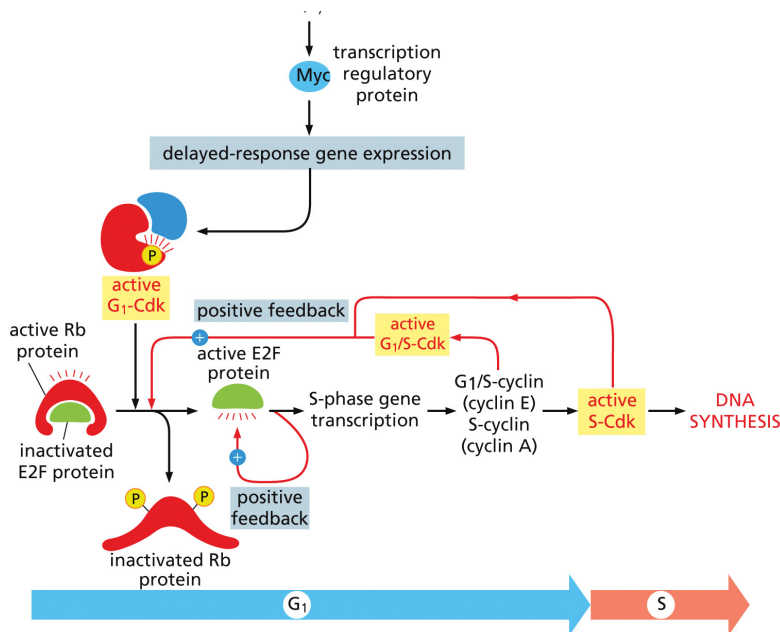 transcription
regulatory
protein
Myc
delayed-response gene expression
P
active
G₁-Cdk
positive feedback
+
active
G₁/S-Cdk
active Rb
protein
active E2F
protein
inactivated
E2F protein
S-phase gene
transcription
G₁/S-cyclin
(cyclin E)
S-cyclin
(cyclin A)
active
S-Cdk
DNA
SYNTHESIS
+
positive
feedback
P
P
inactivated Rb
protein
G₁
S